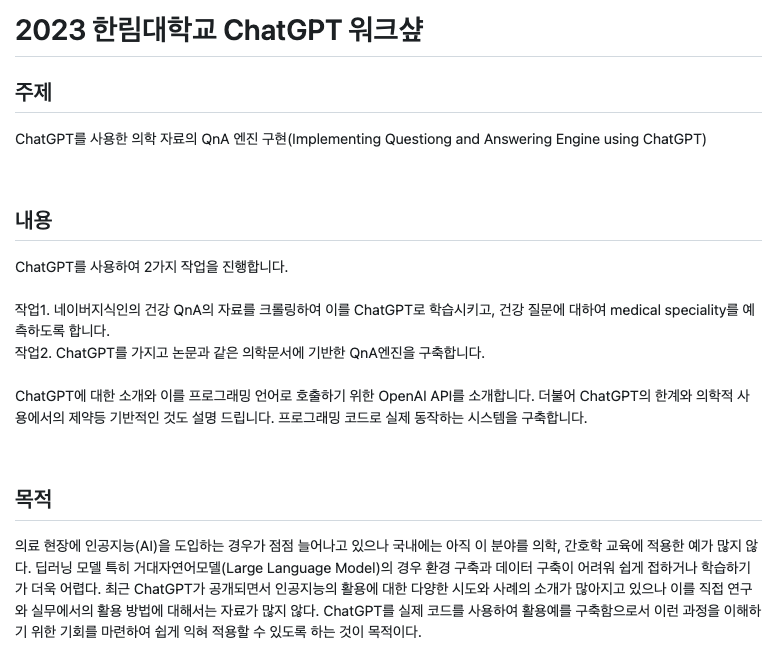 2023 한림대학교 ChatGPT 워크샾
주제
ChatGPT를 사용한 의학 자료의 QnA 엔진 구현(Implementing Questiong and Answering Engine using ChatGPT)
내용
ChatGPT를 사용하여 2가지 작업을 진행합니다.
작업1. 네이버지식인의 건강 QnA의 자료를 크롤링하여 이를 ChatGPT로 학습시키고, 건강 질문에 대하여 medical speciality를 예
측하도록 합니다.
작업2. ChatGPT를 가지고 논문과 같은 의학문서에 기반한 QnA엔진을 구축합니다.
ChatGPT에 대한 소개와 이를 프로그래밍 언어로 호출하기 위한 OpenAI API를 소개합니다. 더불어 ChatGPT의 한계와 의학적 사
용에서의 제약등 기반적인 것도 설명 드립니다. 프로그래밍 코드로 실제 동작하는 시스템을 구축합니다.
목적
의료 현장에 인공지능(AI)을 도입하는 경우가 점점 늘어나고 있으나 국내에는 아직 이 분야를 의학, 간호학 교육에 적용한 예가 많지 않
다. 딥러닝 모델 특히 거대자연어모델(Large Language Model)의 경우 환경 구축과 데이터 구축이 어려워 쉽게 접하거나 학습하기
가 더욱 어렵다. 최근 ChatGPT가 공개되면서 인공지능의 활용에 대한 다양한 시도와 사례의 소개가 많아지고 있으나 이를 직접 연구
와 실무에서의 활용 방법에 대해서는 자료가 많지 않다. ChatGPT를 실제 코드를 사용하여 활용예를 구축함으로서 이런 과정을 이해하
기 위한 기회를 마련하여 쉽게 익혀 적용할 수 있도록 하는 것이 목적이다.